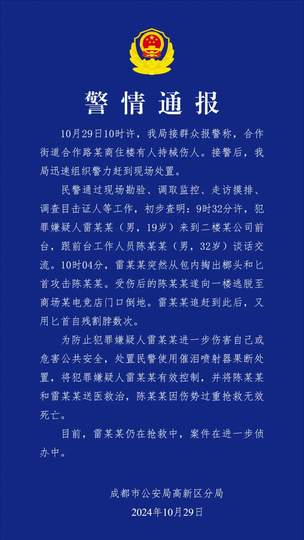 警情通报
10月29日10时许，我局接群众报警称，合作
街道合作路某商住楼有人持械伤人。接警后，我
局迅速组织警力赶到现场处置。
民警通过现场勘验、调取监控、走访摸排、
调查目击证人等工作，初步查明：9时32分许，犯
罪嫌疑人雷某某（男，19岁）来到二楼某公司前
台，跟前台工作人员陈某某（男，32岁）谈话交
流。10时04分，雷某某突然从包内掏出榔头和匕
首攻击陈某某。受伤后的陈某某遂向一楼逃脱至
商场某电竞店门口倒地。雷某某追赶到此后，又
用匕首自残割脖数次。
为防止犯罪嫌疑人雷某某进一步伤害自己或
危害公共安全，处置民警使用催泪喷射器果断处
置，将犯罪嫌疑人雷某某有效控制，并将陈某某
和雷某某送医救治，陈某某因伤势过重抢救无效
死亡。
目前，雷某某仍在抢救中，案件在进一步侦
办中。
成都市公安局高新区分局
2024年10月29日